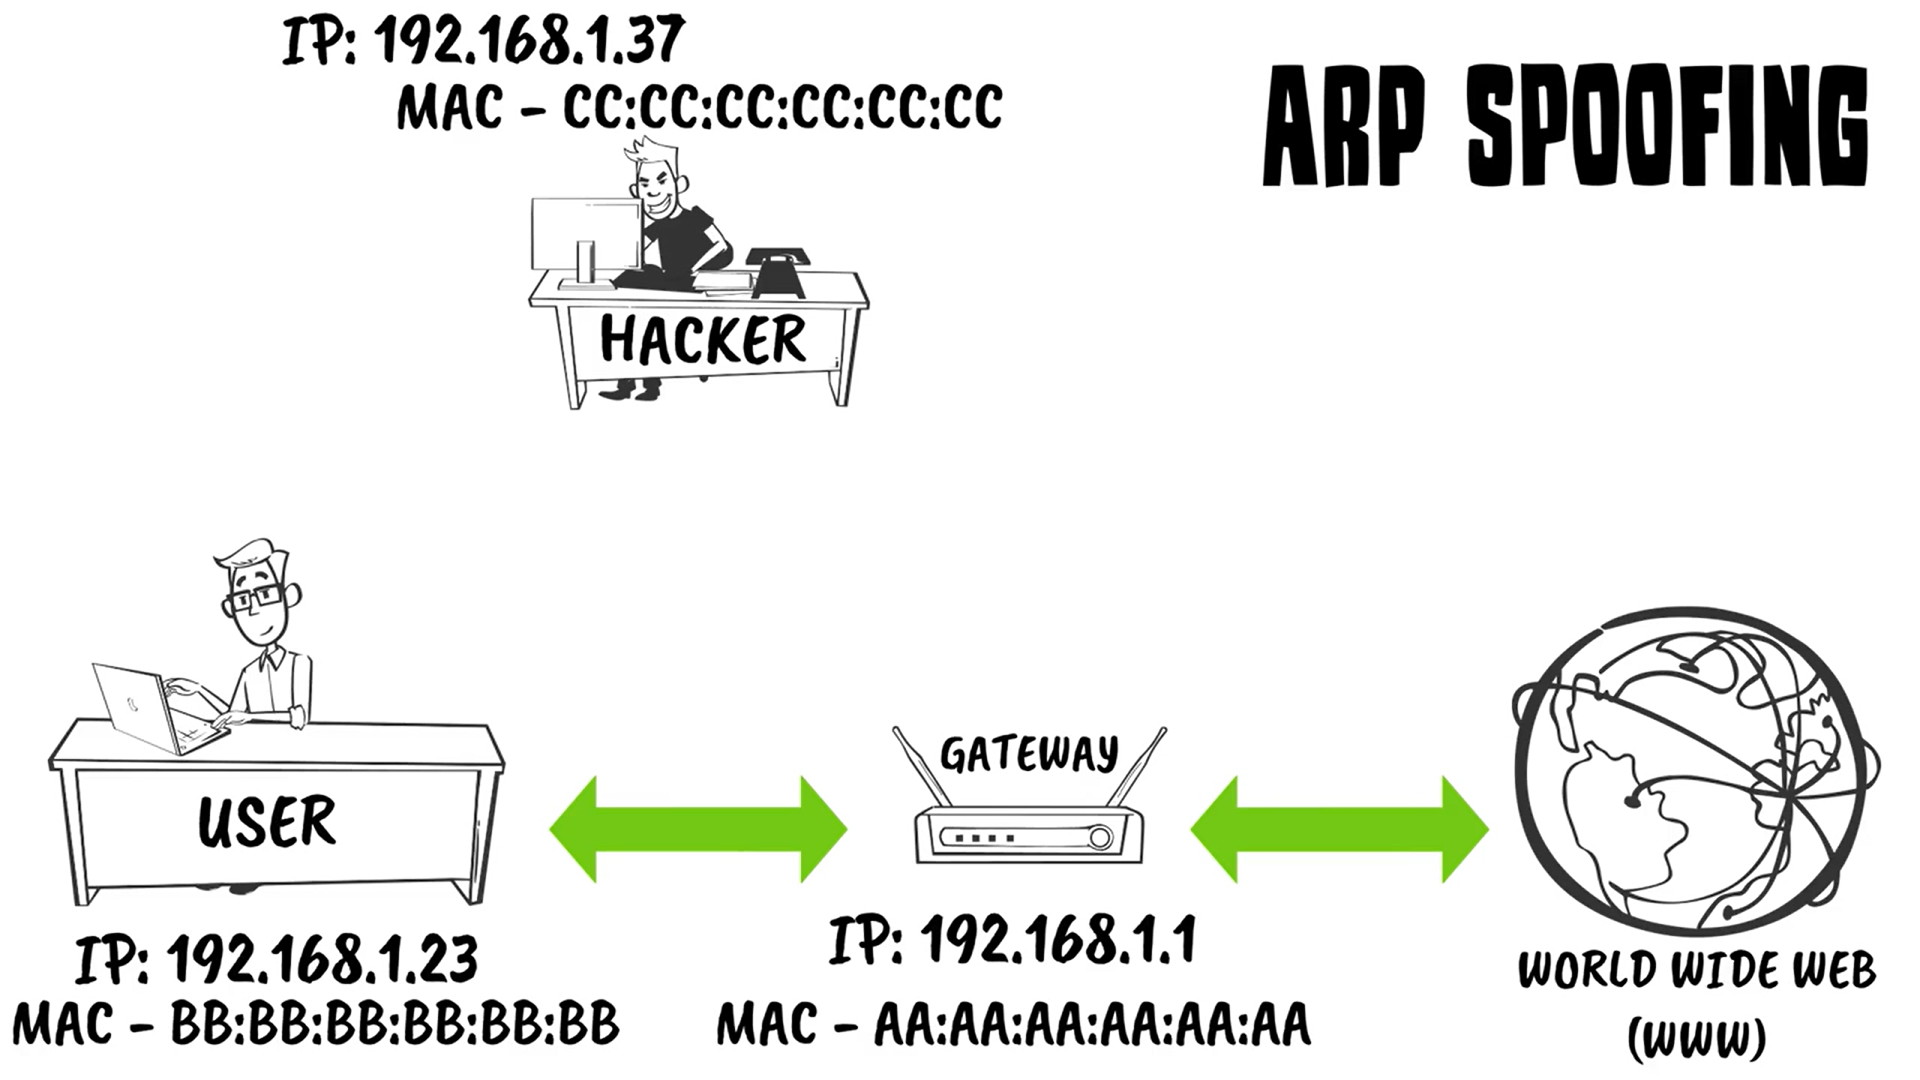 IP: 192.168.1.37
MAC - CC:CC:CC:CC:CC:CC
ARP SPOOFING
HACKER
USER
GATEWAY
IP: 192.168.1.23
MAC - BB:BB:BB:BB:BB:BB
IP: 192.168.1.1
MAC - AA:AA:AA:AA:AA:AA
WORLD WIDE WEB
(WWW)